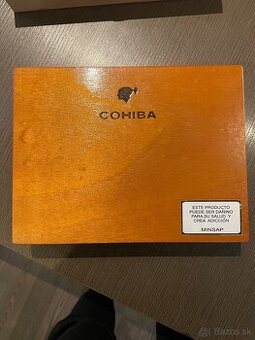 COHIBA
ESTE PRODUCTO
PUEDE SER DAÑINO
PARA SU SALUD Y
CREA ADICCIÓN
MINSAP
Bazos.sk